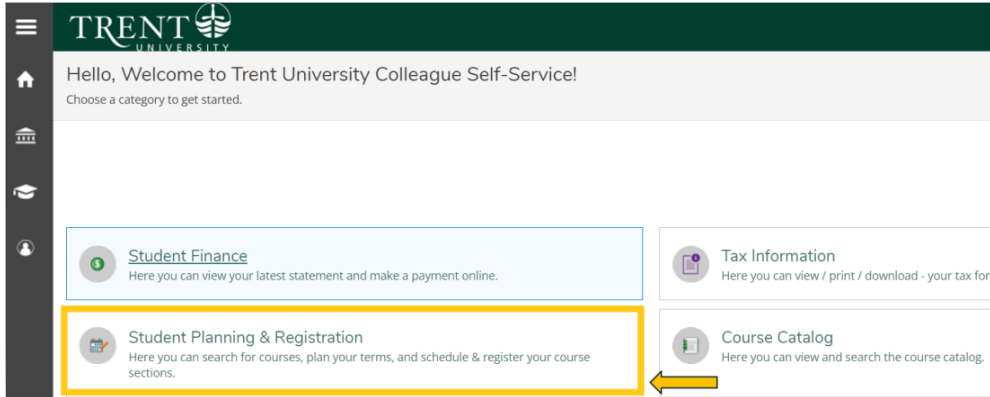 TRENT
UNIVERSITY
Hello, Welcome to Trent University Colleague Self-Service!
Choose a category to get started.
Student Finance
Here you can view your latest statement and make a payment online.
Tax Information
Here you can view / print / download - your tax for
Student Planning & Registration
Here you can search for courses, plan your terms, and schedule & register your course
sections.
Course Catalog
Here you can view and search the course catalog.